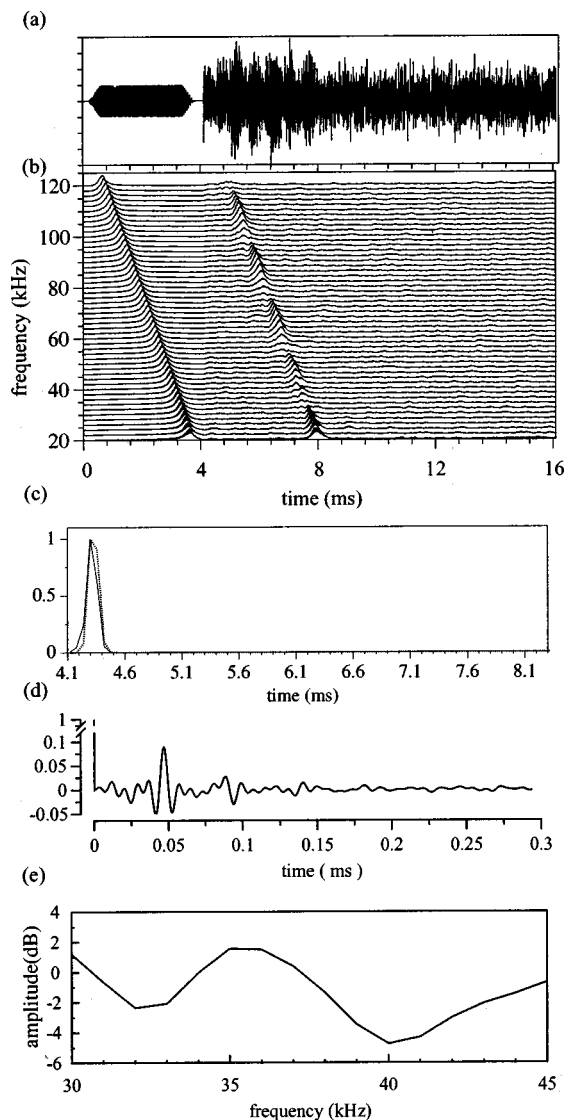 (a)
(b)
120
100
80
60
40
20
frequency (kHz)
0 4 8 12 16
time (ms)
(c)
1
0.5
0
4.1 4.6 5.1 5.6 6.1 6.6 7.1 7.6 8.1
time (ms)
(d)
1
0.1
0.05
0
-0.05
0 0.05 0.1 0.15 0.2 0.25 0.3
time ( ms )
(e)
4
2
0
-2
-4
-6
amplitude(dB)
30 35 40 45
frequency (kHz)